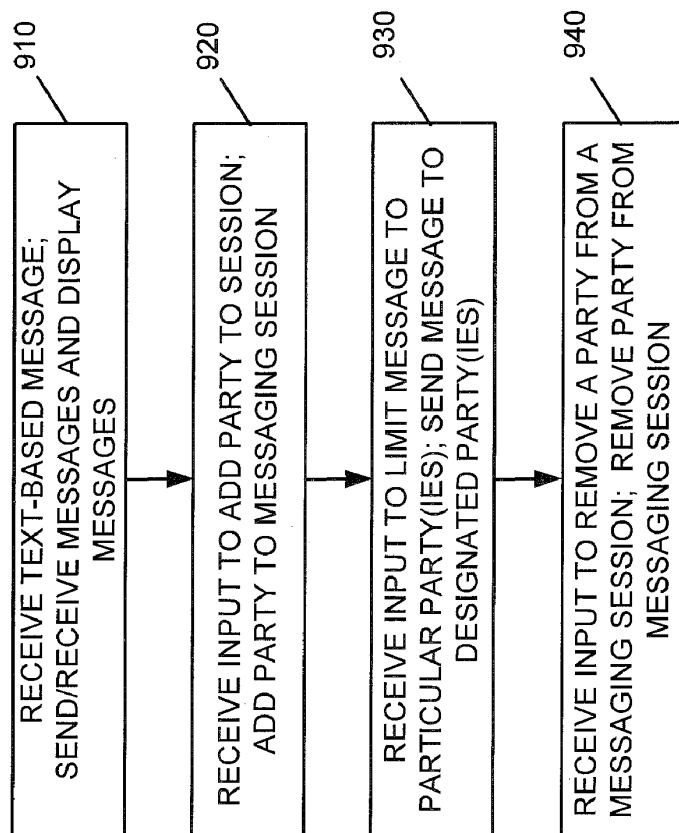 910
RECEIVE TEXT-BASED MESSAGE;
SEND/RECEIVE MESSAGES AND DISPLAY
MESSAGES
920
RECEIVE INPUT TO ADD PARTY TO SESSION;
ADD PARTY TO MESSAGING SESSION
930
RECEIVE INPUT TO LIMIT MESSAGE TO
PARTICULAR PARTY(IES); SEND MESSAGE TO
DESIGNATED PARTY(IES)
940
RECEIVE INPUT TO REMOVE A PARTY FROM A
MESSAGING SESSION; REMOVE PARTY FROM
MESSAGING SESSION